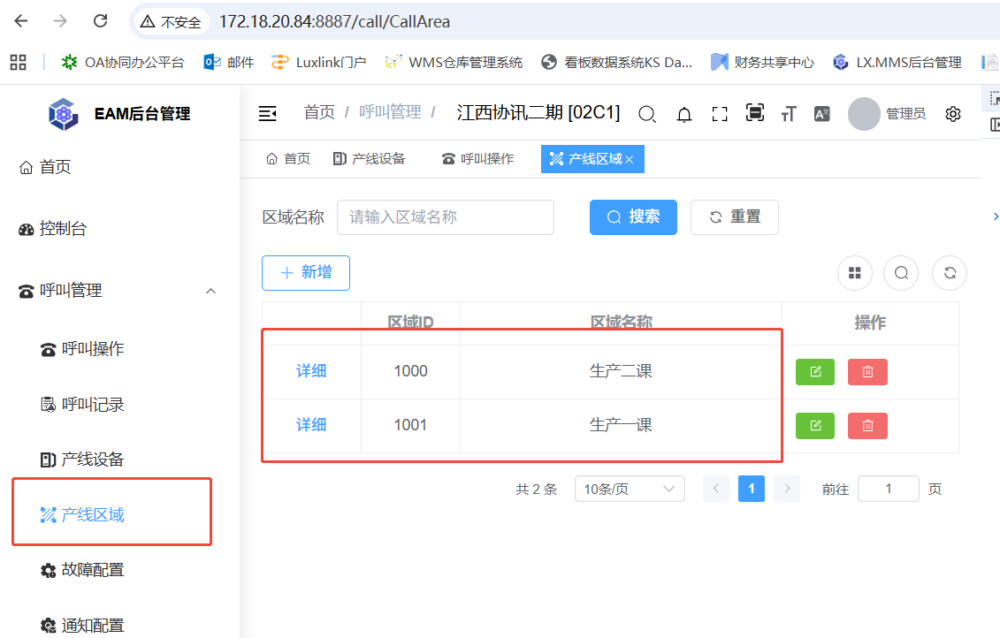 不安全 172.18.20.84:8887/call/CallArea
OA协同办公平台 邮件 Luxlink门户 WMS仓库管理系统 看板数据系统KS Da... 财务共享中心 LX.MMS后台管理
EAM后台管理
首页 / 呼叫管理 / 江西协讯二期 [02C1] 管理员
首页 产线设备 呼叫操作 产线区域
首页
控制台
呼叫管理
呼叫操作
呼叫记录
产线设备
产线区域
故障配置
通知配置
区域名称 请输入区域名称 搜索 重置
新增
区域ID 区域名称 操作
详细 1000 生产二课
详细 1001 生产一课
共 2 条 10条/页 1 前往 1 页